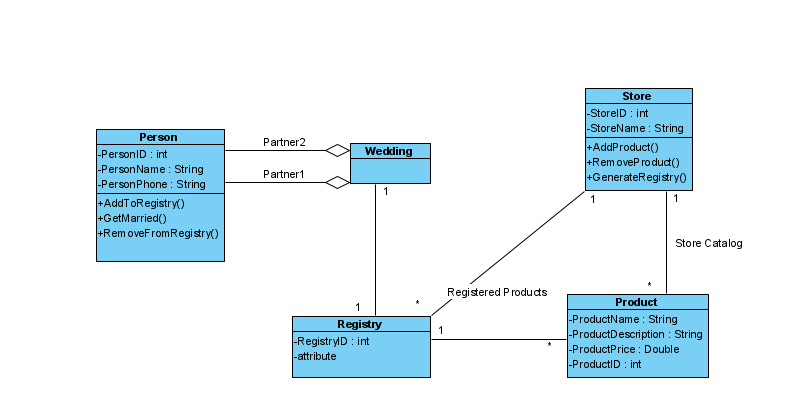 Store
-StoreID : int
-StoreName : String
+AddProduct()
+RemoveProduct()
+GenerateRegistry()
Person
-PersonID : int
-PersonName : String
-PersonPhone : String
+AddToRegistry()
+GetMarried()
+RemoveFromRegistry()
Partner2
Partner1
Wedding
1
1
1
1
Store Catalog
*
Registered Products
*
1
Registry
-RegistryID : int
-attribute
1
*
Product
-ProductName : String
-ProductDescription : String
-ProductPrice : Double
-ProductID : int